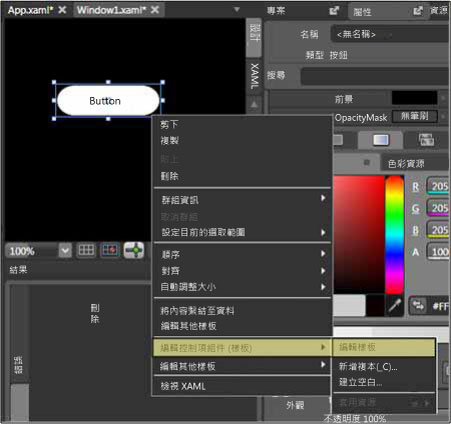 App.xaml* × Window1.xaml* ×
專案 屬性 資源
名稱 <無名稱>
類型 按鈕
搜尋
前景
OpacityMask 無筆刷
設計
XAML
Button
剪下
複製
貼上
刪除
群組資訊
取消群組
設定目前的選取範圍
順序
對齊
自動調整大小
將內容繫結至資料
編輯其他樣板
編輯控制項組件 (樣板)
編輯其他樣板
檢視 XAML
編輯樣板
新增複本(_C)...
建立空白...
套用資源
色彩資源
R 205
G 205
B 205
A 100%
#FF
100%
結果
刪除
錯誤
外觀
不透明度 100%